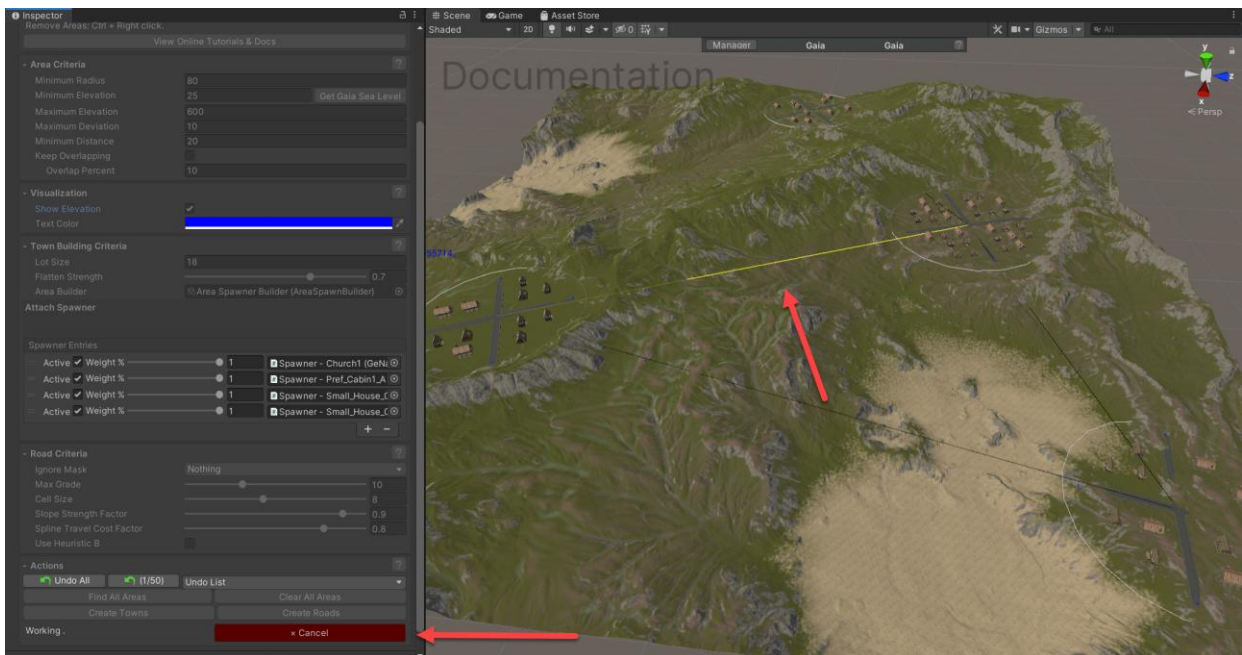 Inspector
Remove Areas: Ctrl + Right click.
View Online Tutorials & Docs
- Area Criteria ?
Minimum Radius 80
Minimum Elevation 25 Get Gaia Sea Level
Maximum Elevation 600
Maximum Deviation 10
Minimum Distance 20
Keep Overlapping
Overlap Percent 10
- Visualization ?
Show Elevation
Text Color
- Town Building Criteria ?
Lot Size 18
Flatten Strength 0.7
Area Builder Area Spawner Builder (AreaSpawnBuilder)
Attach Spawner
Spawner Entries
Active Weight % 1 Spawner - Church1 (GeNa
Active Weight % 1 Spawner - Pref_Cabin1_A
Active Weight % 1 Spawner - Small_House_(
Active Weight % 1 Spawner - Small_House_(
+ -
- Road Criteria ?
Ignore Mask Nothing
Max Grade 10
Cell Size 8
Slope Strength Factor 0.9
Spline Travel Cost Factor 0.8
Use Heuristic B
- Actions ?
Undo All (1/50) Undo List
Find All Areas Clear All Areas
Create Towns Create Roads
Working . × Cancel
Scene Game Asset Store
Shaded 2D 0 Gizmos All
Manager Gaia Gaia ?
Documentation
y
z
x
< Persp
55714